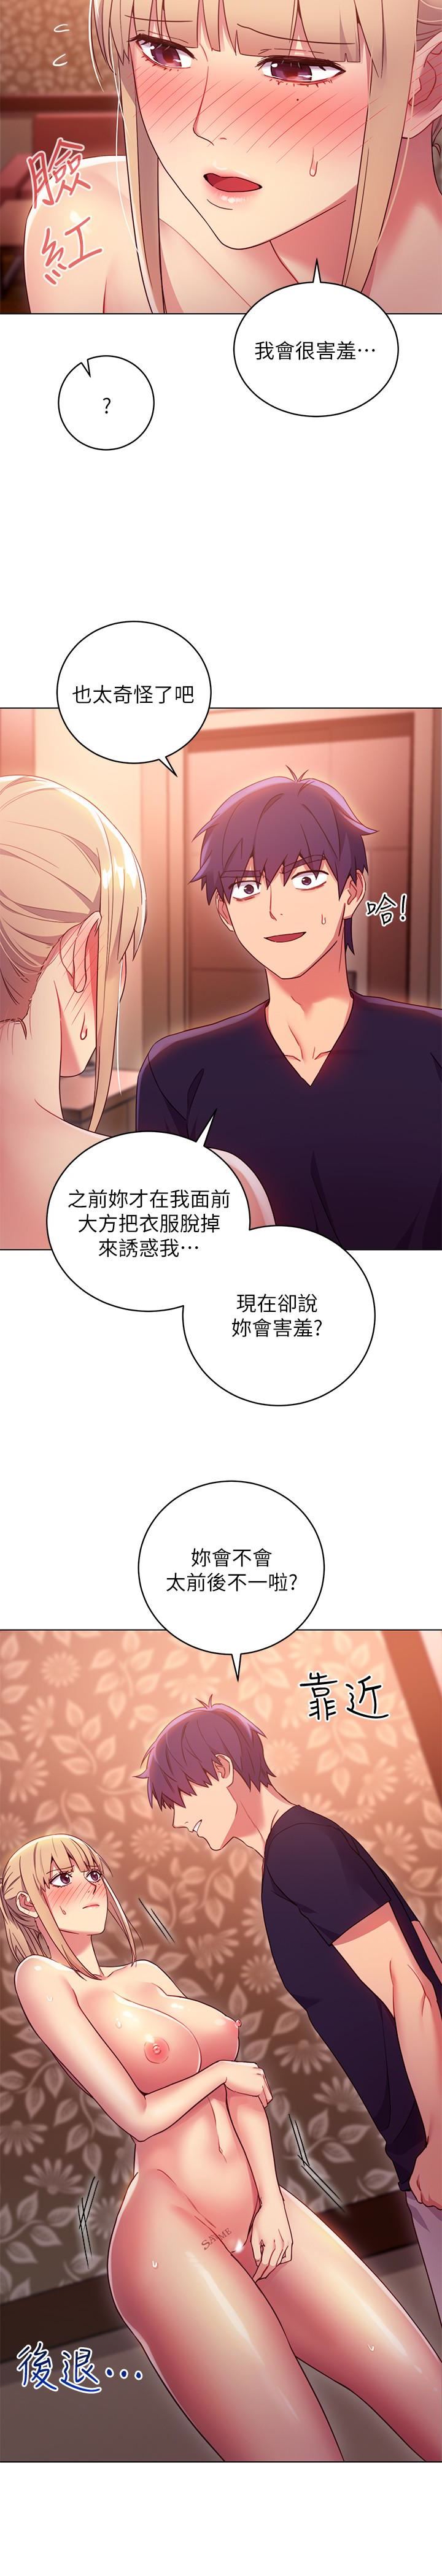 臉紅
我會很害羞…
?
也太奇怪了吧
哈!
之前妳才在我面前
大方把衣服脫掉
來誘惑我…
現在卻說
妳會害羞?
妳會不會
太前後不一啦?
靠近
後退…